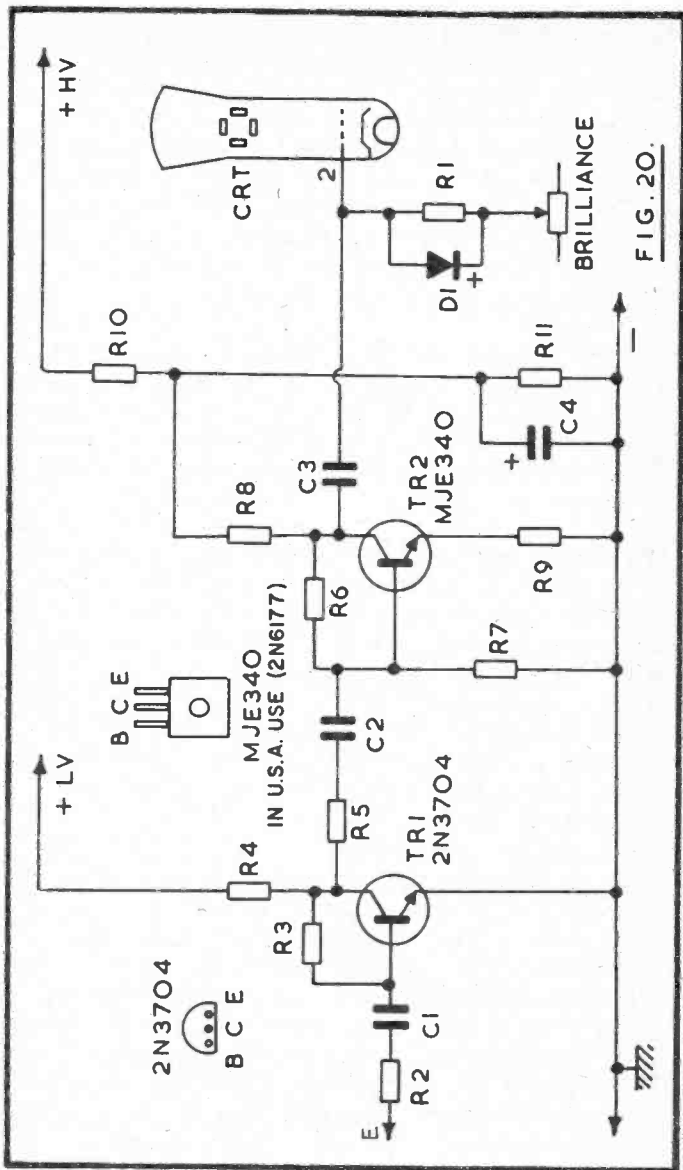 + HV
CRT
2
R1
D1
+
BRILLIANCE
FIG. 20.
R10
R11
C4
+
−
R8
C3
R6
TR2
MJE340
R9
R7
B C E
MJE340
IN U.S.A. USE (2N6177)
C2
+ LV
R4
R5
TR1
2N3704
R3
2N3704
B C E
C1
R2
E